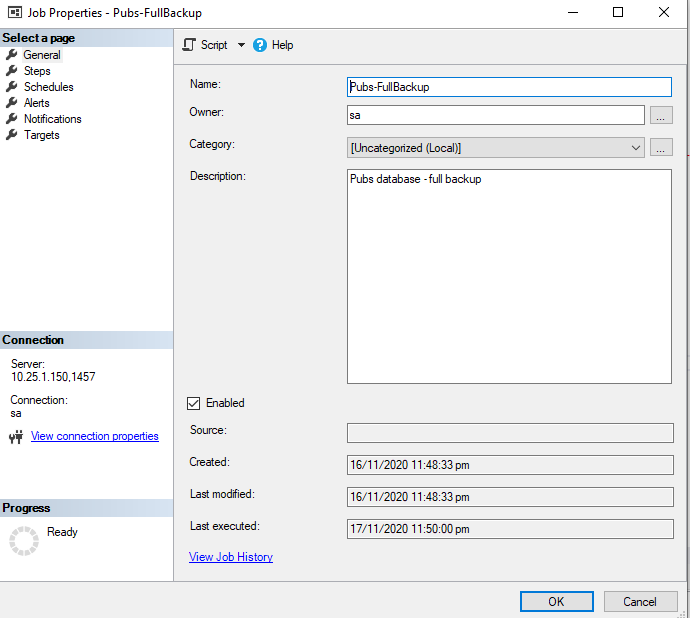 Job Properties - Pubs-FullBackup
Select a page
General
Steps
Schedules
Alerts
Notifications
Targets
Connection
Server:
10.25.1.150,1457
Connection:
sa
View connection properties
Progress
Ready
Script
Help
Name:
Pubs-FullBackup
Owner:
sa
...
Category:
[Uncategorized (Local)]
...
Description:
Pubs database - full backup
Enabled
Source:
Created:
16/11/2020 11:48:33 pm
Last modified:
16/11/2020 11:48:33 pm
Last executed:
17/11/2020 11:50:00 pm
View Job History
OK
Cancel